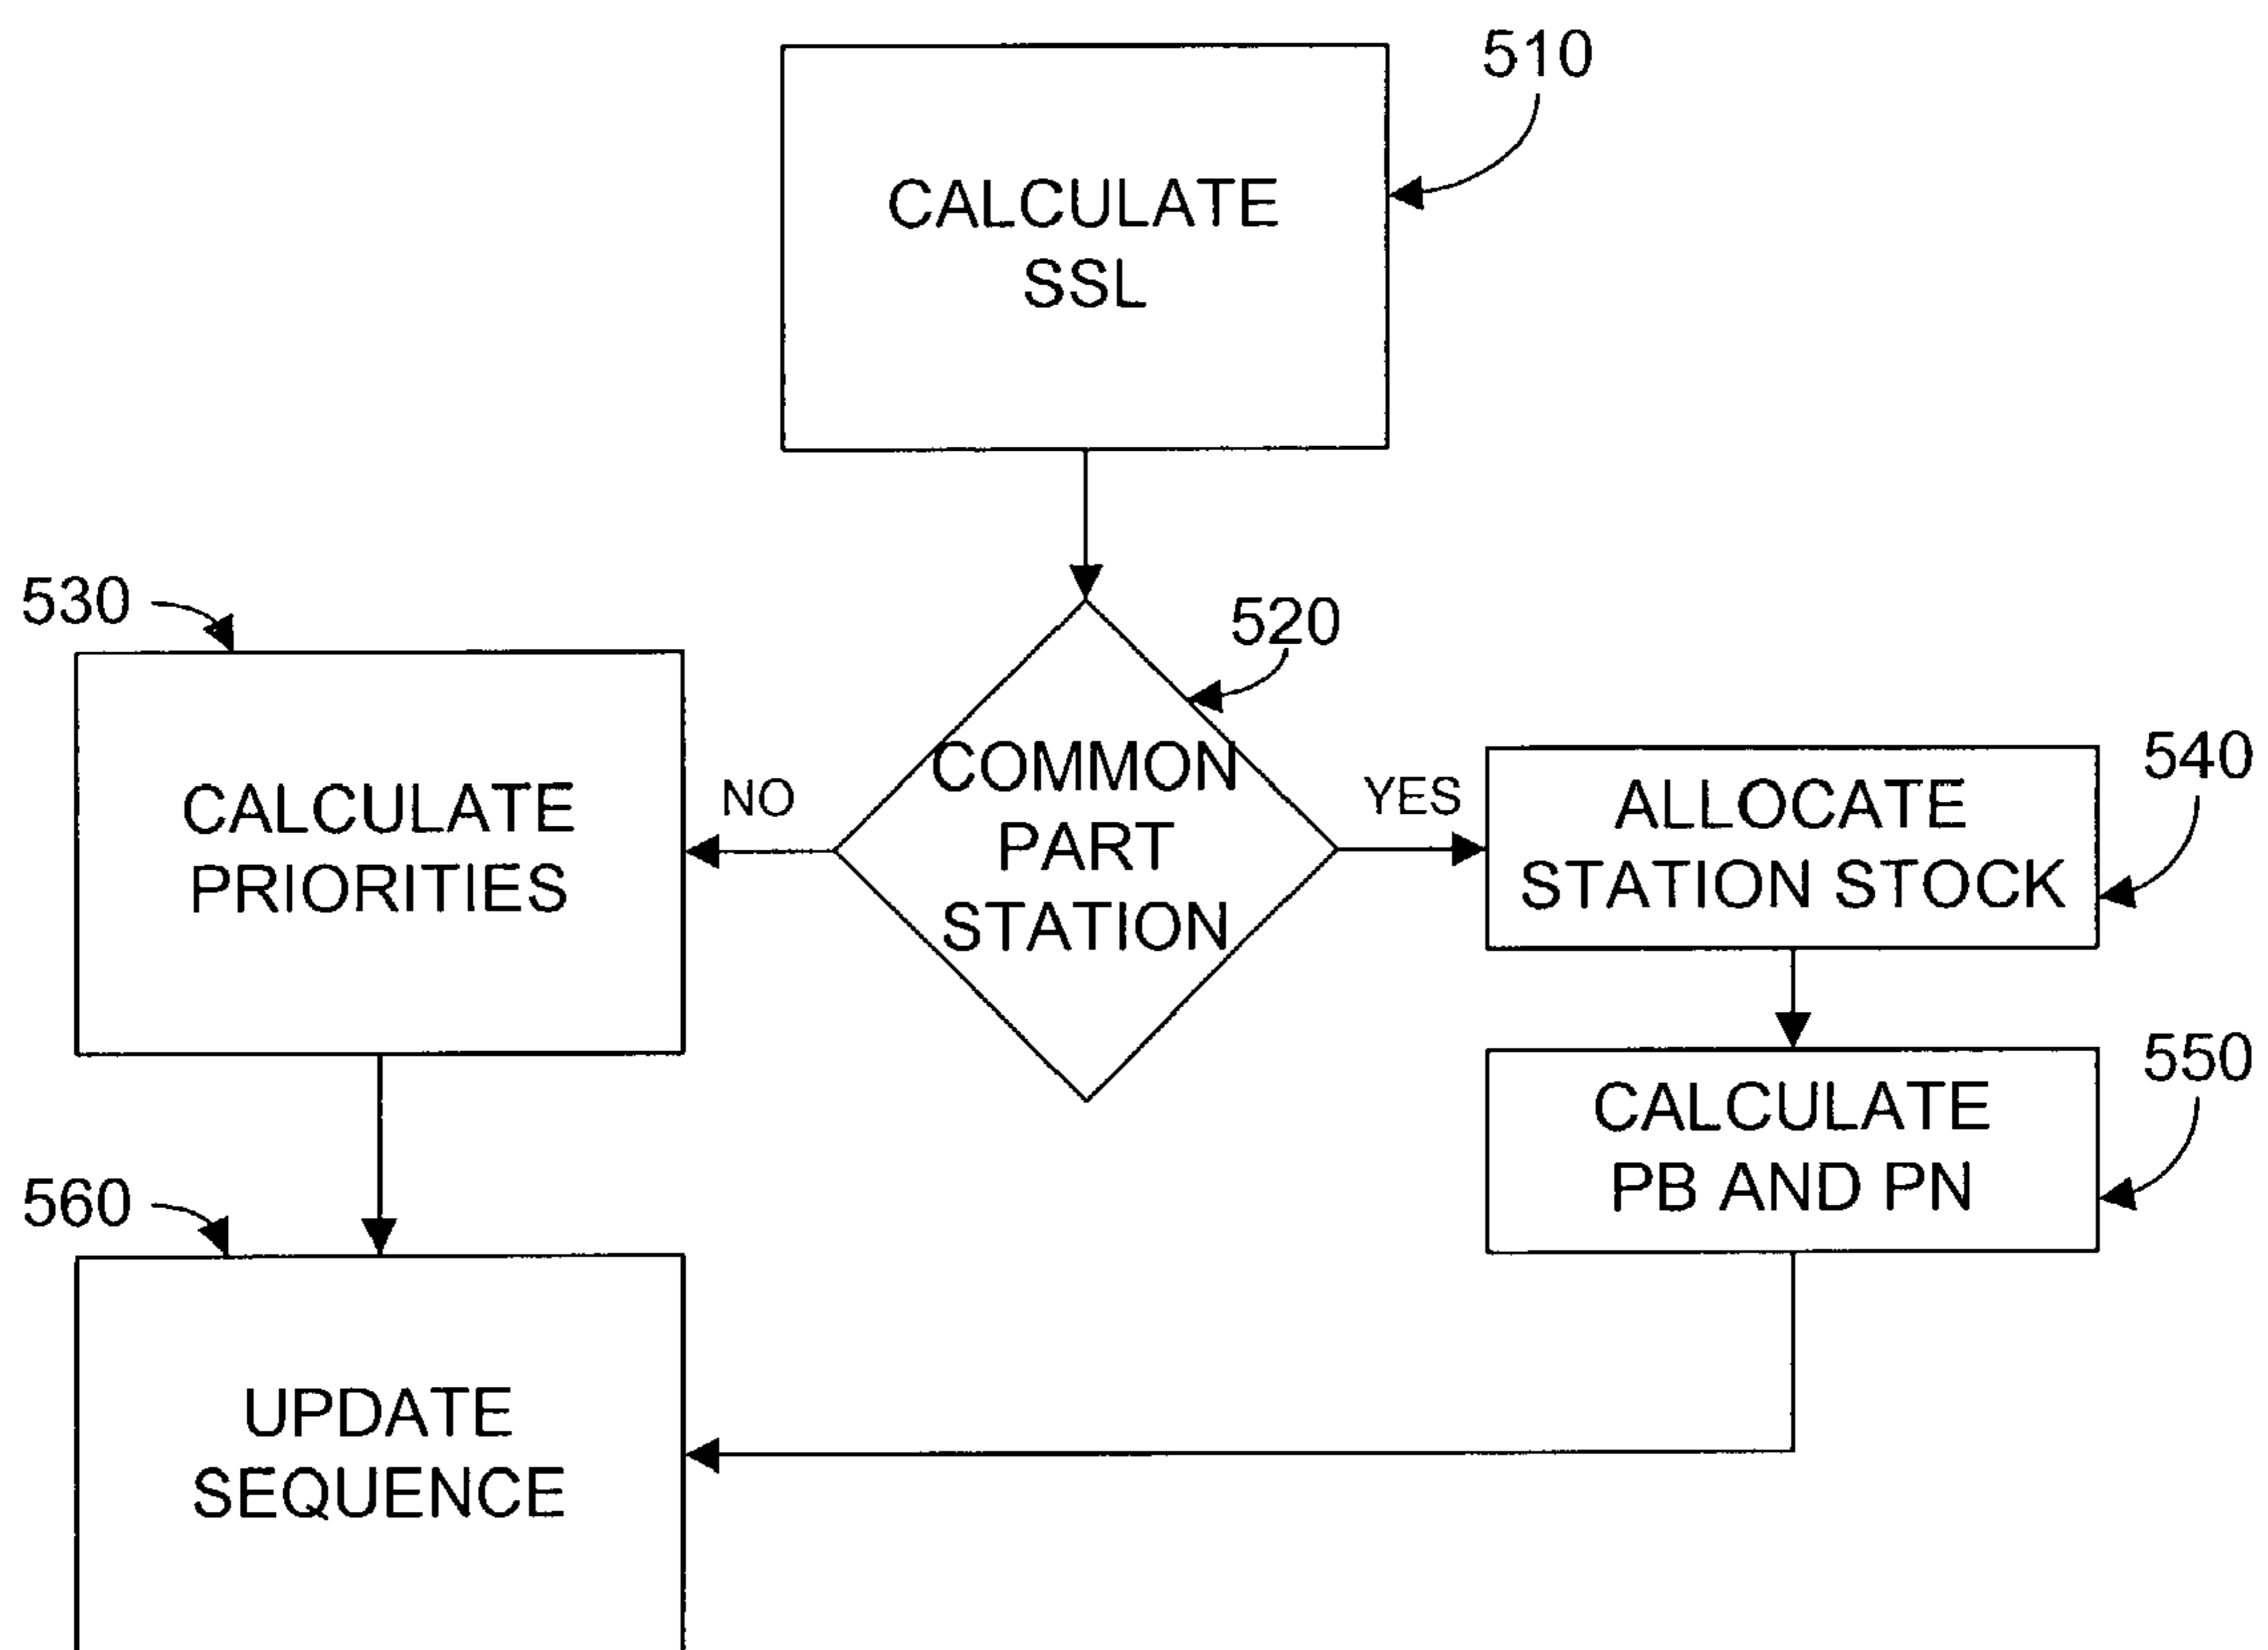 510
CALCULATE
SSL
530
520
COMMON
PART
STATION
NO
YES
CALCULATE
PRIORITIES
540
ALLOCATE
STATION STOCK
550
CALCULATE
PB AND PN
560
UPDATE
SEQUENCE